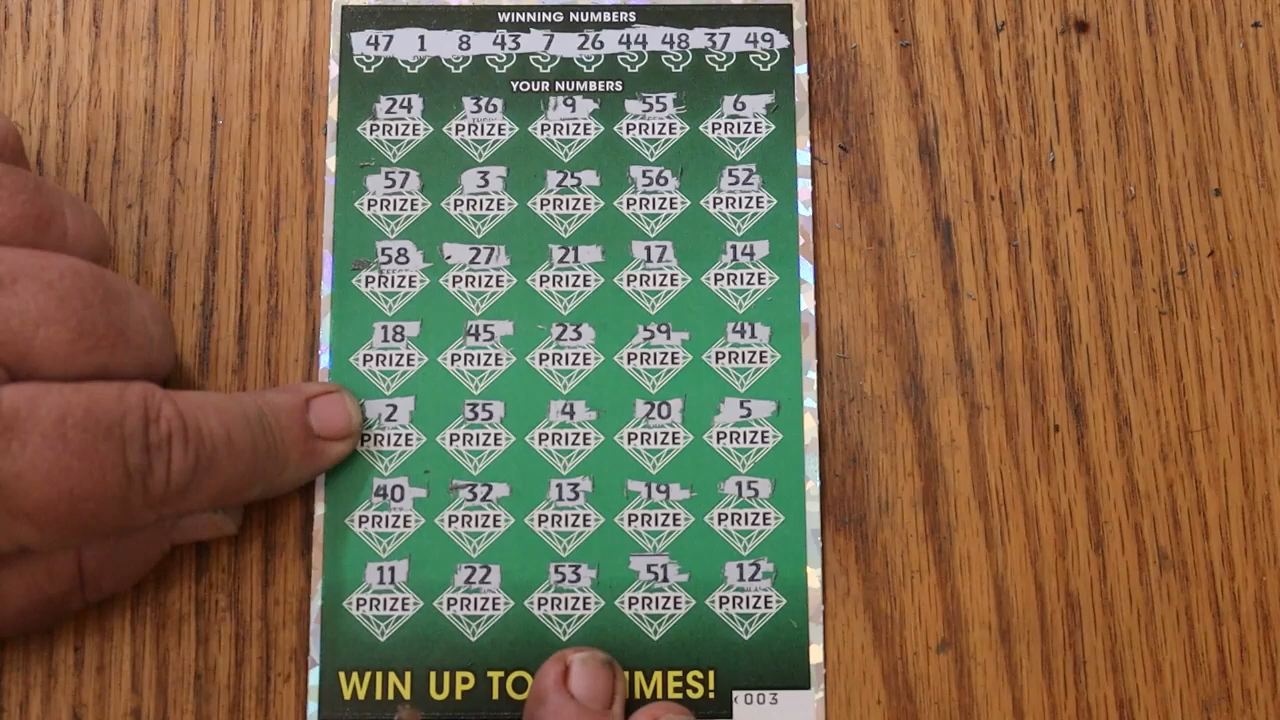 WINNING NUMBERS
47 1 8 43 7 26 44 48 37 49
YOUR NUMBERS
24 36 9 55 6
PRIZE PRIZE PRIZE PRIZE PRIZE
57 3 25 56 52
PRIZE PRIZE PRIZE PRIZE PRIZE
58 27 21 17 14
PRIZE PRIZE PRIZE PRIZE PRIZE
18 45 23 59 41
PRIZE PRIZE PRIZE PRIZE PRIZE
2 35 4 20 5
PRIZE PRIZE PRIZE PRIZE PRIZE
40 32 13 19 15
PRIZE PRIZE PRIZE PRIZE PRIZE
11 22 53 51 12
PRIZE PRIZE PRIZE PRIZE PRIZE
WIN UP TO IMES!
003